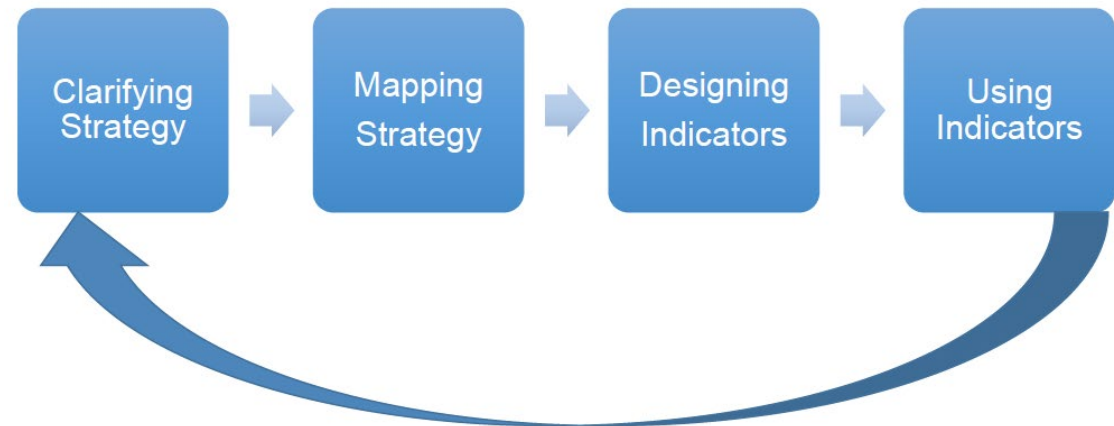 Clarifying
Strategy
Mapping
Strategy
Designing
Indicators
Using
Indicators